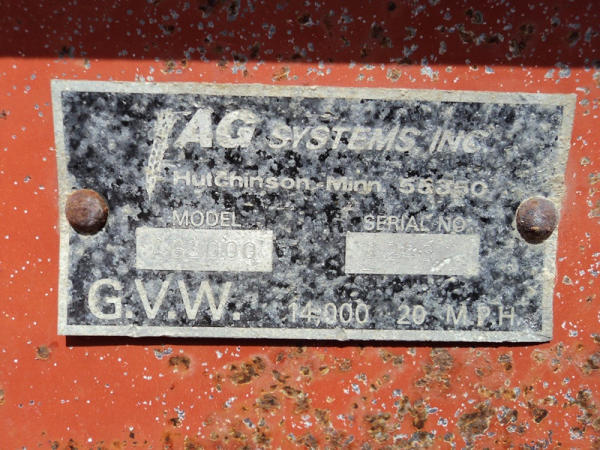 AG SYSTEMS, INC.
Hutchinson, Minn 55350
MODEL SERIAL NO.
G.V.W. 14,000 20 M.P.H.